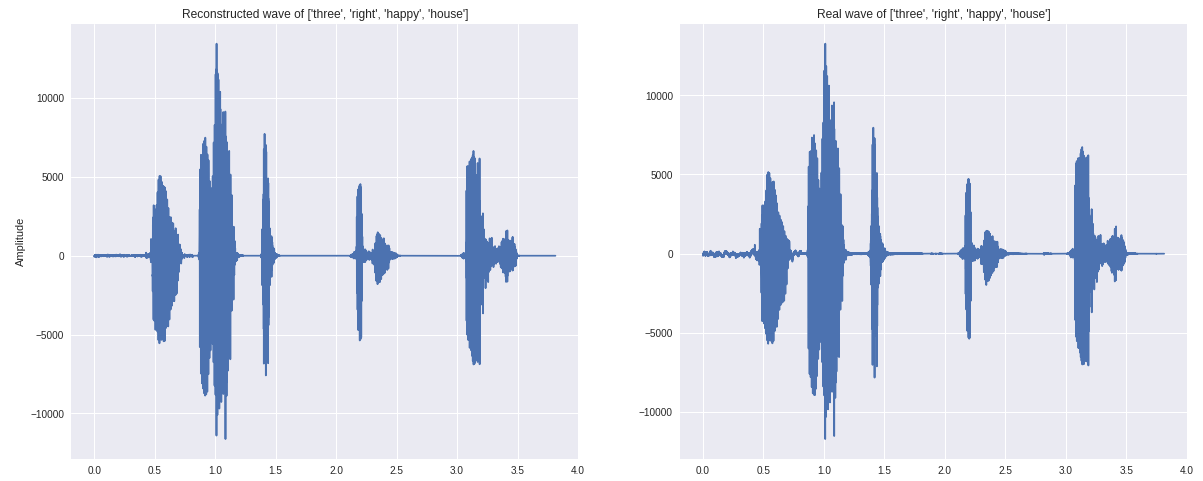 Reconstructed wave of ['three', 'right', 'happy', 'house']
Amplitude
10000
5000
0
−5000
−10000
0.0 0.5 1.0 1.5 2.0 2.5 3.0 3.5 4.0
Real wave of ['three', 'right', 'happy', 'house']
10000
5000
0
−5000
−10000
0.0 0.5 1.0 1.5 2.0 2.5 3.0 3.5 4.0